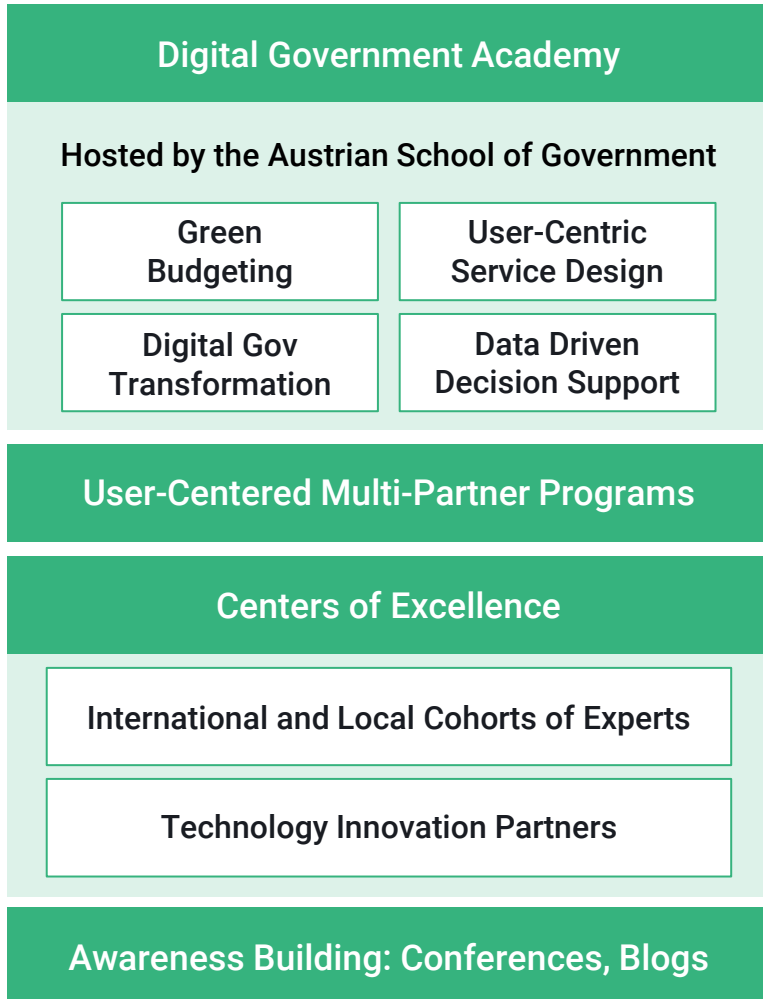 Digital Government Academy
Hosted by the Austrian School of Government
Green
Budgeting
User-Centric
Service Design
Digital Gov
Transformation
Data Driven
Decision Support
User-Centered Multi-Partner Programs
Centers of Excellence
International and Local Cohorts of Experts
Technology Innovation Partners
Awareness Building: Conferences, Blogs